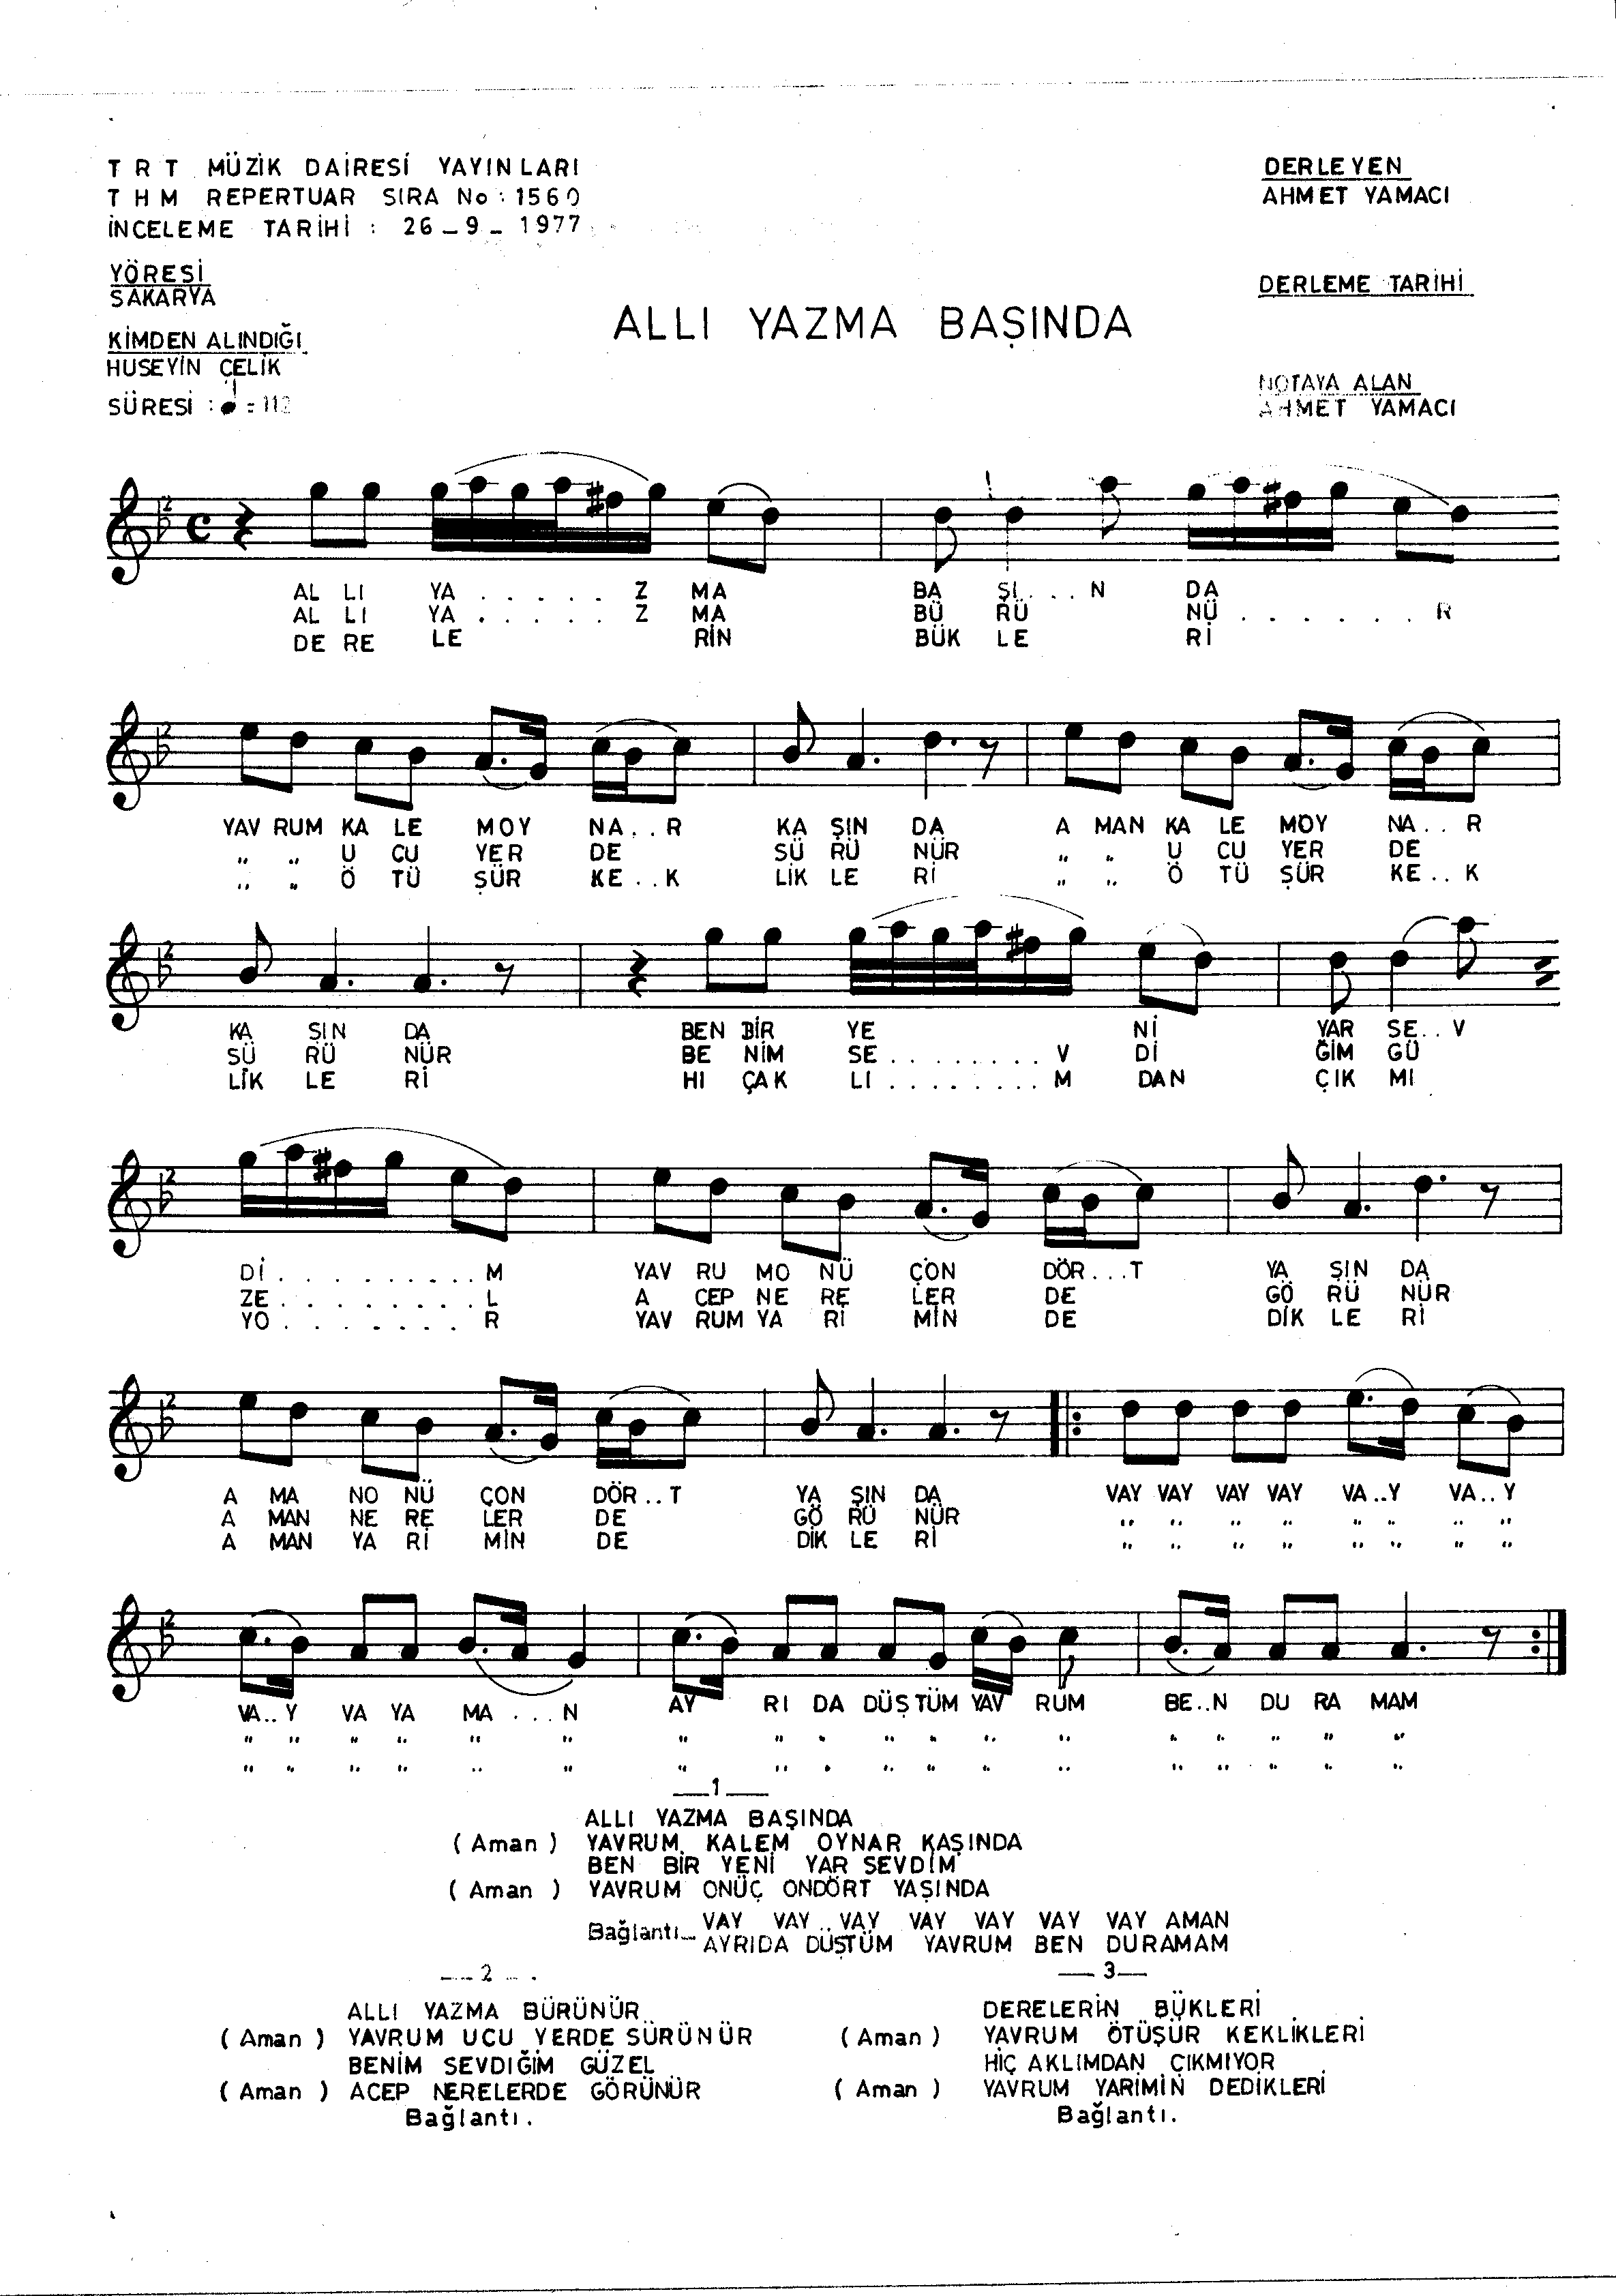 TRT MÜZİK DAİRESİ YAYINLARI
THM REPERTUAR SIRA No : 1560
İNCELEME TARİHİ : 26 _ 9 _ 1977
DERLEYEN
AHMET YAMACI
YÖRESİ
SAKARYA
DERLEME TARİHİ
ALLI YAZMA BAŞINDA
KİMDEN ALINDIĞI
HUSEYİN ÇELİK
NOTAYA ALAN
AHMET YAMACI
SÜRESİ : ♩ = 112
AL LI YA . . . . . Z MA BA ŞI . . . N DA
AL LI YA . . . . . Z MA BÜ RÜ NÜ . . . . . . R
DE RE LE RİN BÜK LE RI
YAV RUM KA LE MOY NA . . R KA ŞIN DA A MAN KA LE MOY NA . . R
" " U CU YER DE SÜ RÜ NÜR " " U CU YER DE
" " Ö TÜ ŞÜR KE . . K LİK LE Rİ " " Ö TÜ ŞÜR KE . . K
KA ŞIN DA BEN BİR YE Nİ YAR SE . . V
SÜ RÜ NÜR BE NİM SE . . . . . . . . V Dİ ĞİM GÜ
LİK LE Rİ HI ÇAK LI . . . . . . . . M DAN ÇIK MI
Dİ . . . . . . . . . M YAV RU MO NÜ ÇON DÖR . . . T YA ŞIN DA
ZE . . . . . . . . . L A CEP NE RE LER DE GÖ RÜ NÜR
YO . . . . . . . . R YAV RUM YA Rİ MİN DE DİK LE Rİ
A MA NO NÜ ÇON DÖR . . T YA ŞIN DA VAY VAY VAY VAY VA . . Y VA . . Y
A MAN NE RE LER DE GÖ RÜ NÜR " " " " " " " "
A MAN YA Rİ MİN DE DİK LE Rİ " " " " " " " "
VA . . Y VA YA MA . . . N AY RI DA DÜŞ TÜM YAV RUM BE . . N DU RA MAM
" " " " " " " " " " " " " " " " " "
" " " " " " " " " " " " " " " " " "
—1—
ALLI YAZMA BAŞINDA
( Aman ) YAVRUM KALEM OYNAR KAŞINDA
BEN BİR YENİ YAR SEVDİM
( Aman ) YAVRUM ONÜÇ ONDÖRT YAŞINDA
Bağlantı_ VAY VAY VAY VAY VAY VAY VAY AMAN
AYRIDA DÜŞTÜM YAVRUM BEN DURAMAM
—2—
ALLI YAZMA BÜRÜNÜR
( Aman ) YAVRUM UCU YERDE SÜRÜNÜR
BENİM SEVDIĞİM GÜZEL
( Aman ) ACEP NERELERDE GÖRÜNÜR
Bağlantı.
—3—
DERELERİN BÜKLERİ
( Aman ) YAVRUM ÖTÜŞÜR KEKLİKLERİ
HİÇ AKLIMDAN ÇIKMIYOR
( Aman ) YAVRUM YARİMİN DEDİKLERİ
Bağlantı.